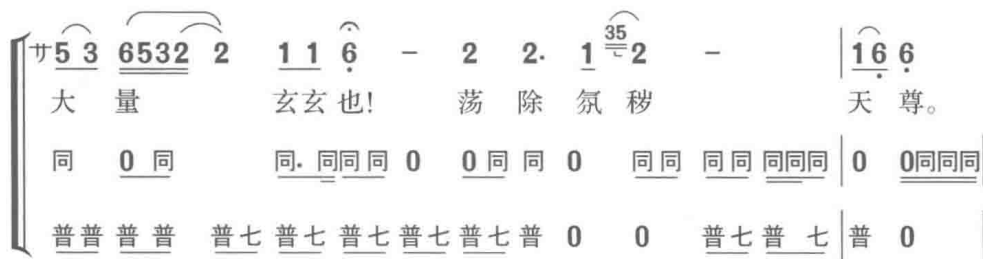 サ 5 3 6532 2 1 1 6 - 2 2. 1 35 2 - | 16 6
大 量 玄玄也! 荡 除 氛 秽 天 尊。
同 0 同 同. 同同同 0 0 同 同 0 同 同 同 同 同同同 | 0 0同同同
普普 普 普 普七 普七 普七 普七 普七 普 0 0 普七 普 七 | 普 0